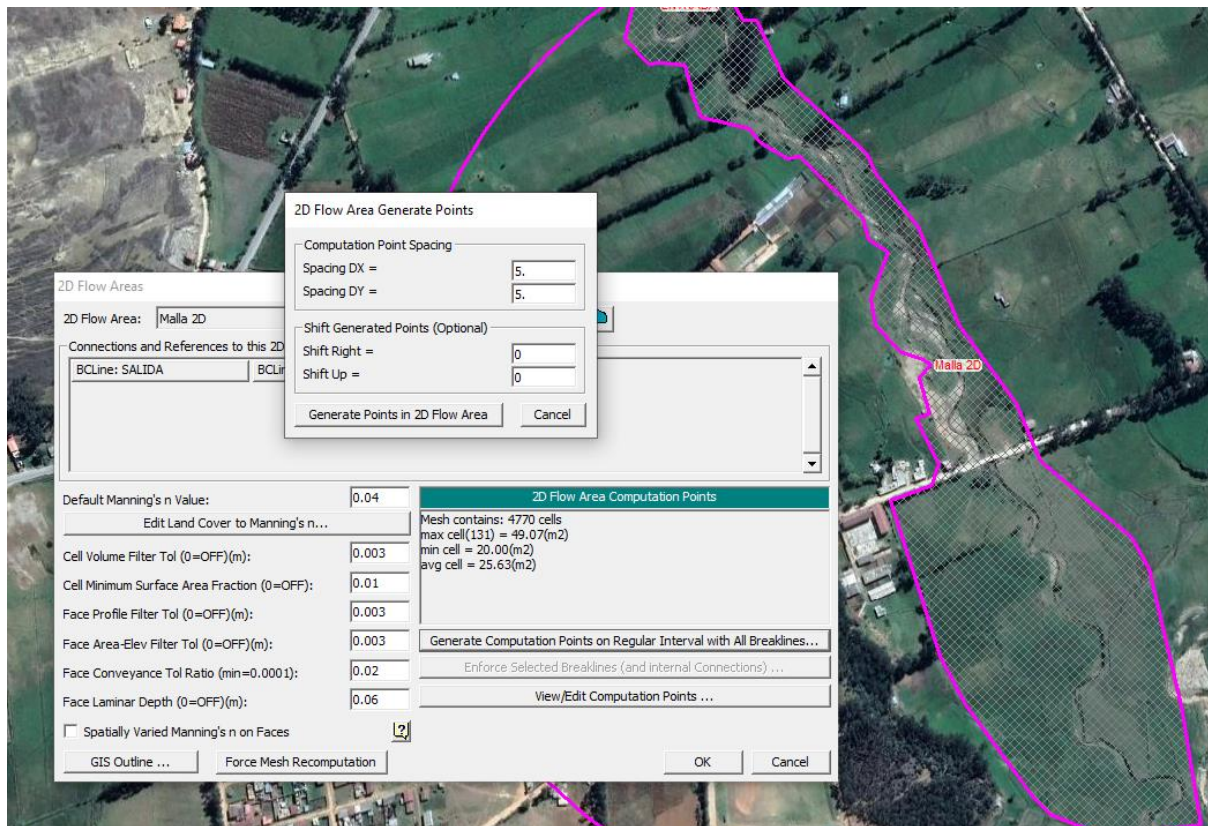 ENTRADA
2D Flow Area Generate Points
Computation Point Spacing
Spacing DX = 5.
Spacing DY = 5.
Shift Generated Points (Optional)
Shift Right = 0
Shift Up = 0
Generate Points in 2D Flow Area Cancel
2D Flow Areas
2D Flow Area: Malla 2D
Connections and References to this 2D
BCLine: SALIDA
Malla 2D
Default Manning's n Value: 0.04
Edit Land Cover to Manning's n...
Cell Volume Filter Tol (0=OFF)(m): 0.003
Cell Minimum Surface Area Fraction (0=OFF): 0.01
Face Profile Filter Tol (0=OFF)(m): 0.003
Face Area-Elev Filter Tol (0=OFF)(m): 0.003
Face Conveyance Tol Ratio (min=0.0001): 0.02
Face Laminar Depth (0=OFF)(m): 0.06
Spatially Varied Manning's n on Faces
2D Flow Area Computation Points
Mesh contains: 4770 cells
max cell(131) = 49.07(m2)
min cell = 20.00(m2)
avg cell = 25.63(m2)
Generate Computation Points on Regular Interval with All Breaklines...
Enforce Selected Breaklines (and internal Connections) ...
View/Edit Computation Points ...
GIS Outline ... Force Mesh Recomputation OK Cancel